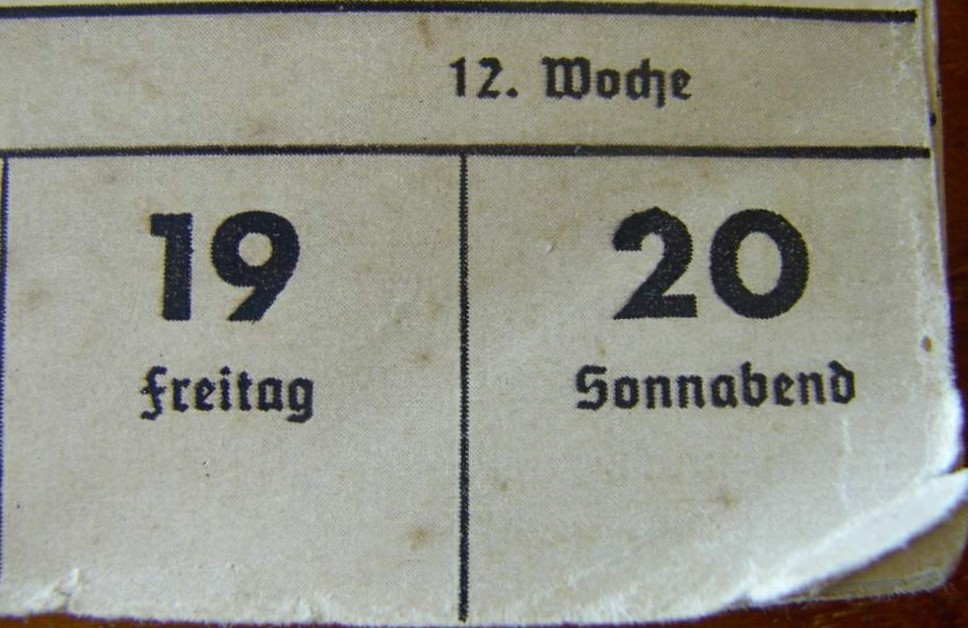 12. Woche
19 20
Freitag Sonnabend